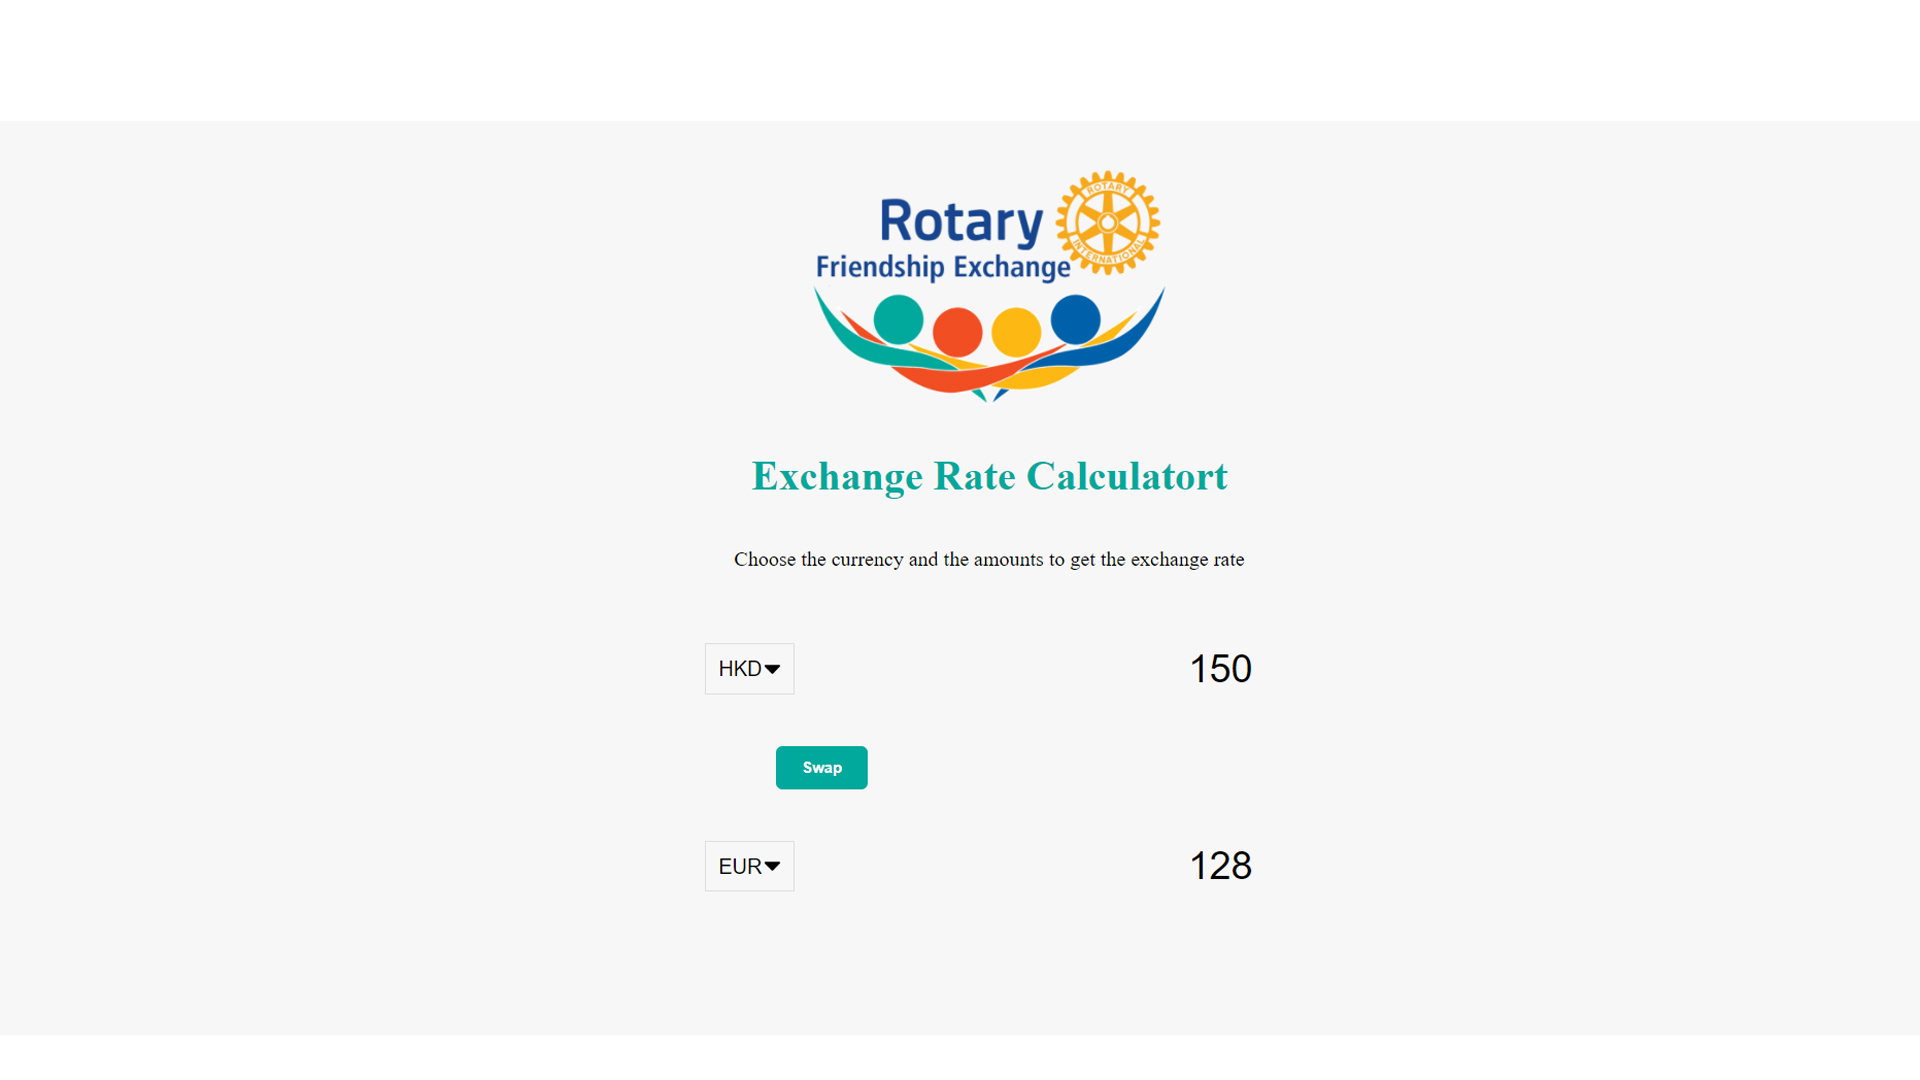 Rotary
ROTARY
INTERNATIONAL
Friendship Exchange
Exchange Rate Calculatort
Choose the currency and the amounts to get the exchange rate
HKD 150
Swap
EUR 128